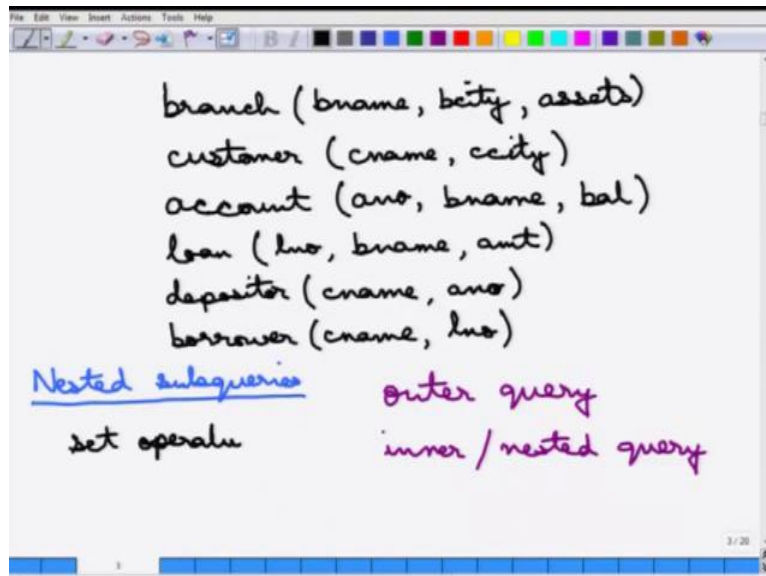 File Edit View Insert Actions Tools Help
B I
branch (bname, bcity, assets)
customer (cname, ccity)
account (ano, bname, bal)
loan (lno, bname, amt)
depositor (cname, ano)
borrower (cname, lno)
Nested subqueries
outer query
set operatu
inner / nested query
3 / 20
3